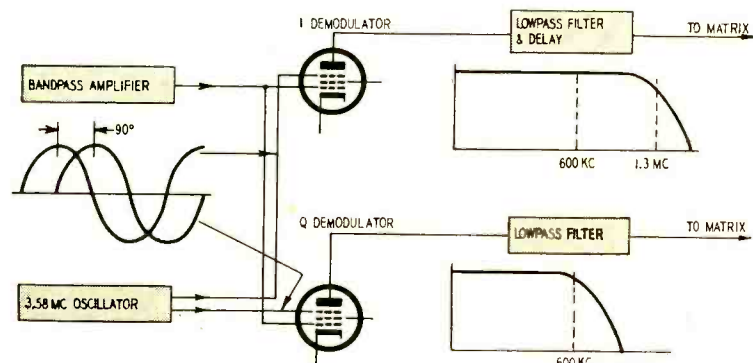 I DEMODULATOR
LOWPASS FILTER
& DELAY
TO MATRIX
BANDPASS AMPLIFIER
90°
600 KC
1.3 MC
Q DEMODULATOR
LOWPASS FILTER
TO MATRIX
3.58 MC OSCILLATOR
600 KC